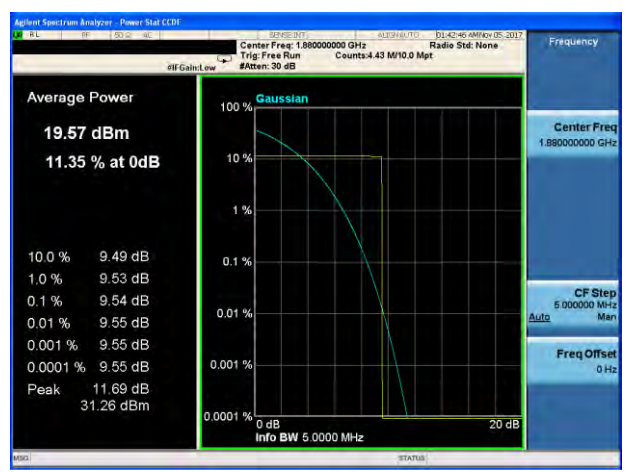 Agilent Spectrum Analyzer - Power Stat CCDF
RL RF 50 Ω AC SENSE:INT ALIGN AUTO 01:42:46 AM Nov 05, 2017
Center Freq: 1.880000000 GHz Radio Std: None
Trig: Free Run Counts:4.43 M/10.0 Mpt
#IFGain:Low #Atten: 30 dB
Frequency
Average Power
19.57 dBm
11.35 % at 0dB
10.0 % 9.49 dB
1.0 % 9.53 dB
0.1 % 9.54 dB
0.01 % 9.55 dB
0.001 % 9.55 dB
0.0001 % 9.55 dB
Peak 11.69 dB
31.26 dBm
Gaussian
100 %
10 %
1 %
0.1 %
0.01 %
0.001 %
0.0001 %
0 dB 20 dB
Info BW 5.0000 MHz
Center Freq
1.880000000 GHz
CF Step
5.000000 MHz
Auto Man
Freq Offset
0 Hz
MSG STATUS